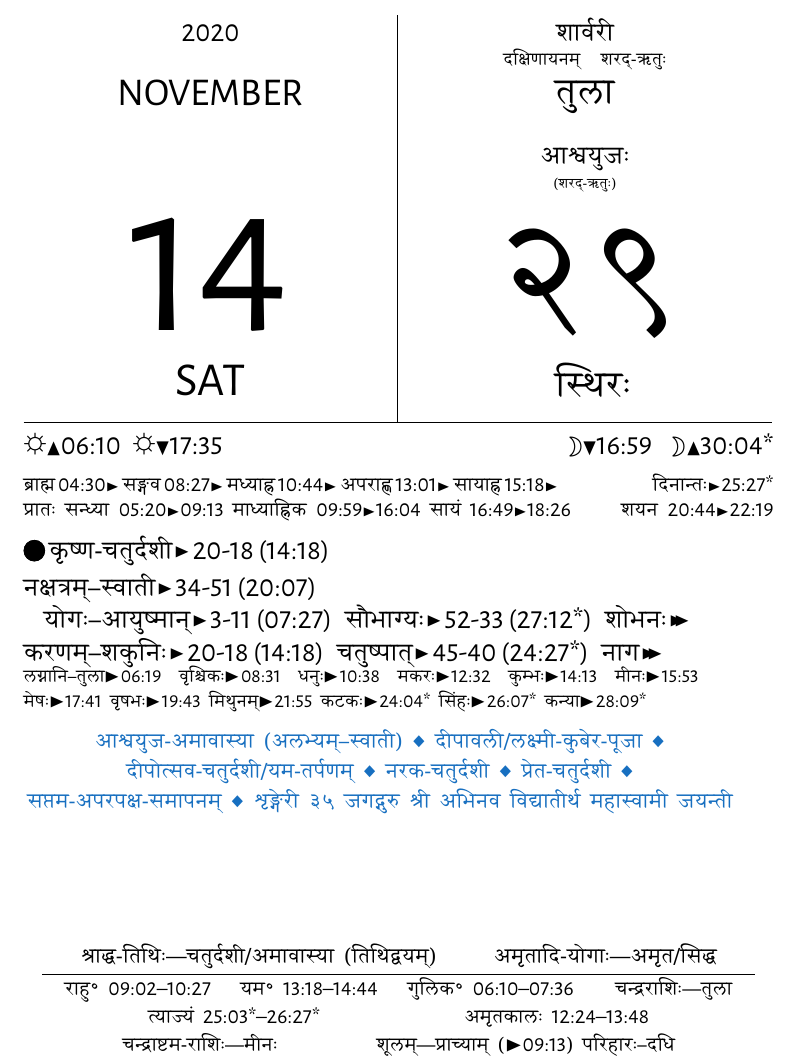 2020
NOVEMBER
14
SAT
शार्वरी
दक्षिणायनम् शरद्-ऋतुः
तुला
आश्वयुजः
(शरद्-ऋतुः)
२९
स्थिरः
☼▲06:10 ☼▼17:35 ☽▼16:59 ☽▲30:04*
ब्राह्म 04:30► सङ्गव 08:27► मध्याह्न 10:44► अपराह्ण 13:01► सायाह्न 15:18► दिनान्तः►25:27*
प्रातः सन्ध्या 05:20►09:13 माध्याह्निक 09:59►16:04 सायं 16:49►18:26 शयन 20:44►22:19
●कृष्ण-चतुर्दशी►20-18 (14:18)
नक्षत्रम्–स्वाती►34-51 (20:07)
योगः–आयुष्मान्►3-11 (07:27) सौभाग्यः►52-33 (27:12*) शोभनः►►
करणम्–शकुनिः►20-18 (14:18) चतुष्पात्►45-40 (24:27*) नाग►►
लग्नानि–तुला►06:19 वृश्चिकः►08:31 धनुः►10:38 मकरः►12:32 कुम्भः►14:13 मीनः►15:53
मेषः►17:41 वृषभः►19:43 मिथुनम्►21:55 कटकः►24:04* सिंहः►26:07* कन्या►28:09*
आश्वयुज-अमावास्या (अलभ्यम्–स्वाती) ◆ दीपावली/लक्ष्मी-कुबेर-पूजा ◆
दीपोत्सव-चतुर्दशी/यम-तर्पणम् ◆ नरक-चतुर्दशी ◆ प्रेत-चतुर्दशी ◆
सप्तम-अपरपक्ष-समापनम् ◆ शृङ्गेरी ३५ जगद्गुरु श्री अभिनव विद्यातीर्थ महास्वामी जयन्ती
श्राद्ध-तिथिः—चतुर्दशी/अमावास्या (तिथिद्वयम्) अमृतादि-योगाः—अमृत/सिद्ध
राहु॰ 09:02–10:27 यम॰ 13:18–14:44 गुलिक॰ 06:10–07:36 चन्द्रराशिः—तुला
त्याज्यं 25:03*–26:27* अमृतकालः 12:24–13:48
चन्द्राष्टम-राशिः—मीनः शूलम्—प्राच्याम् (►09:13) परिहारः–दधि